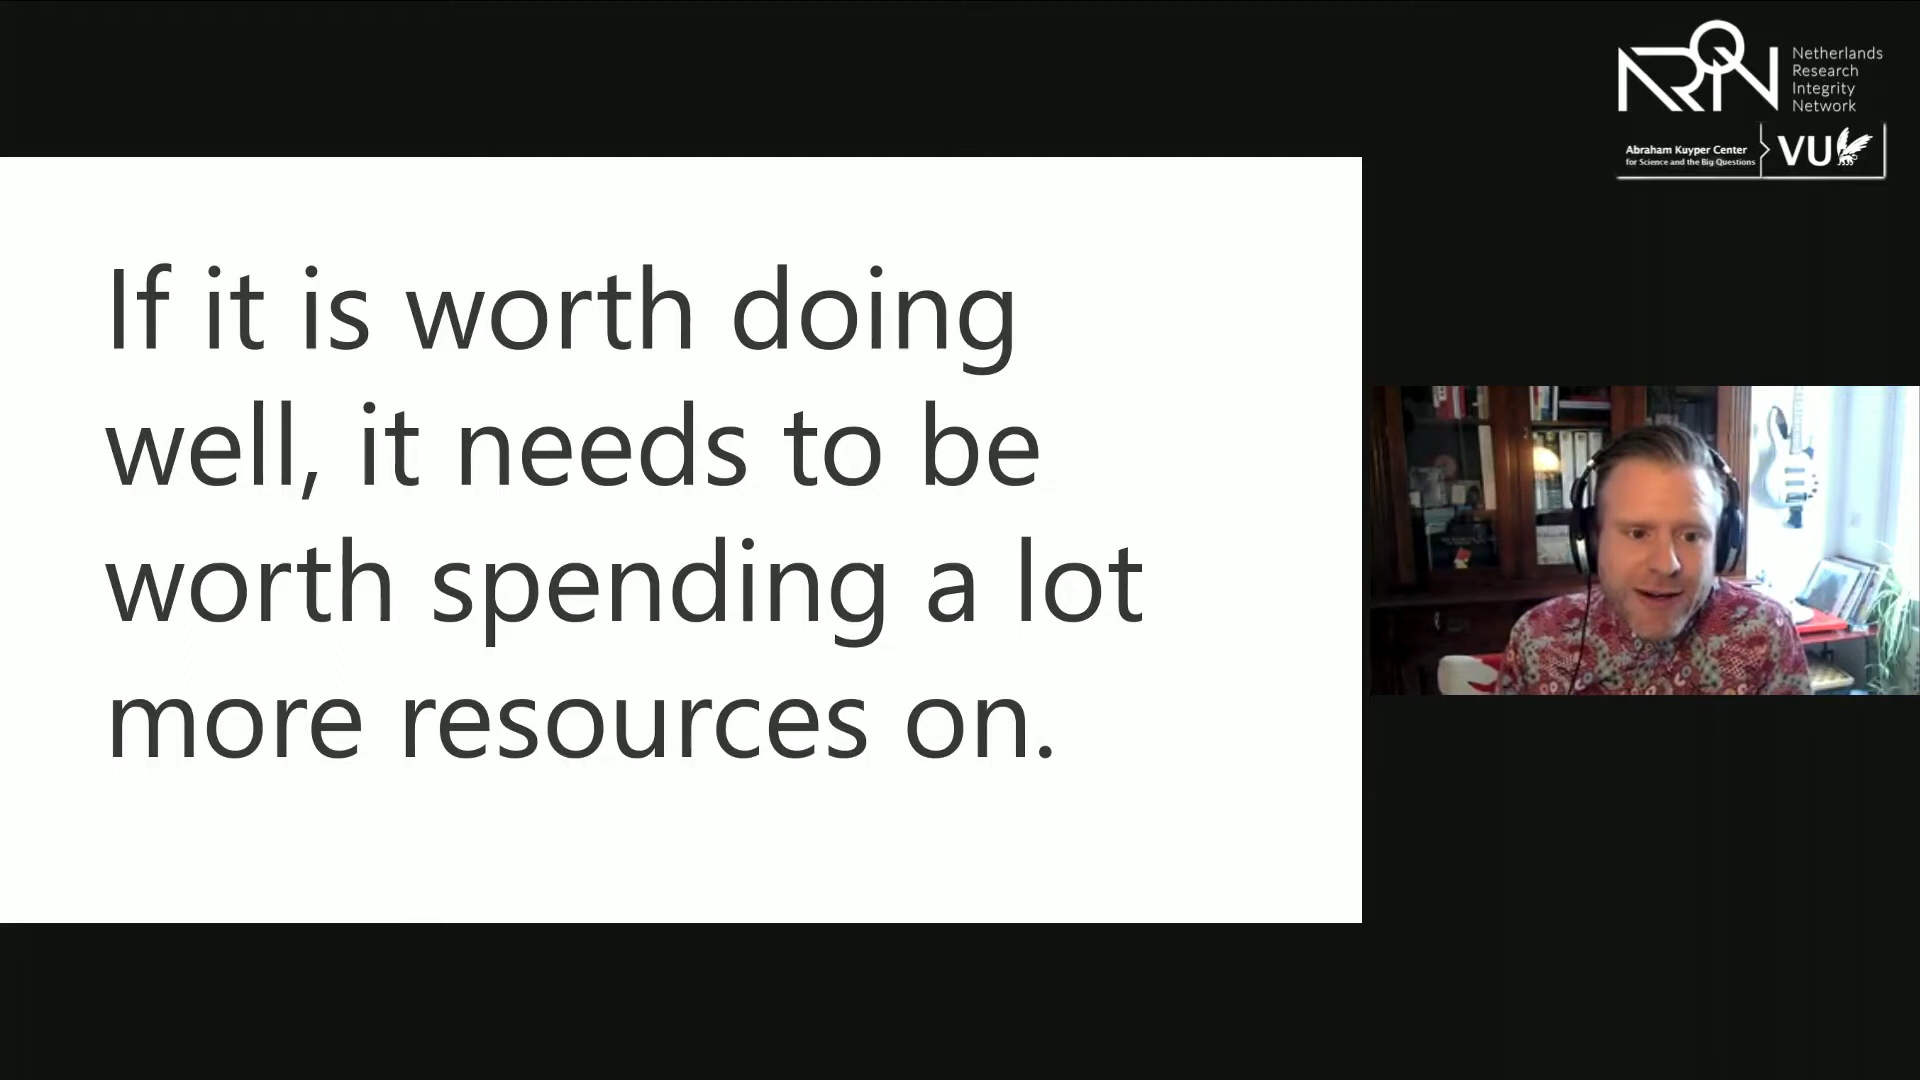 If it is worth doing
well, it needs to be
worth spending a lot
more resources on.
NRIN
Netherlands
Research
Integrity
Network
Abraham Kuyper Center
for Science and the Big Questions
VU